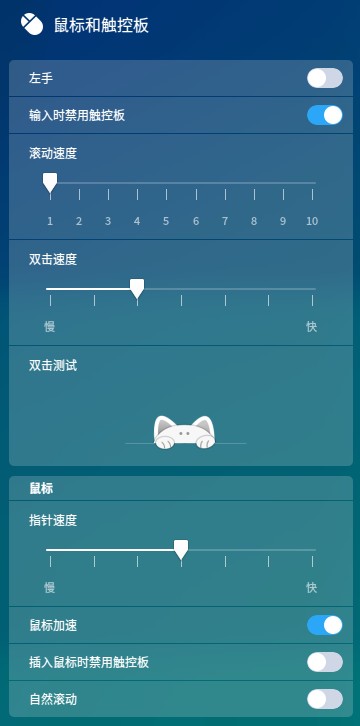 鼠标和触控板
左手
输入时禁用触控板
滚动速度
1 2 3 4 5 6 7 8 9 10
双击速度
慢 快
双击测试
鼠标
指针速度
慢 快
鼠标加速
插入鼠标时禁用触控板
自然滚动